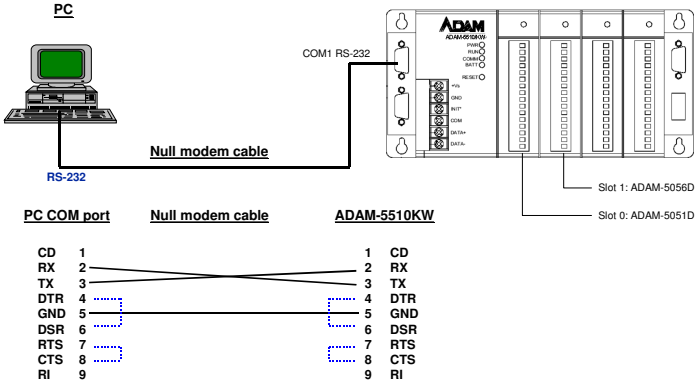 PC
ADAM
ADAM-5510KW
PWR
RUN
COMM
BATT
RESET
COM1 RS-232
+Vs
GND
INIT*
COM
DATA+
DATA-
Null modem cable
RS-232
Slot 1: ADAM-5056D
Slot 0: ADAM-5051D
PC COM port Null modem cable ADAM-5510KW
CD 1 1 CD
RX 2 2 RX
TX 3 3 TX
DTR 4 4 DTR
GND 5 5 GND
DSR 6 6 DSR
RTS 7 7 RTS
CTS 8 8 CTS
RI 9 9 RI